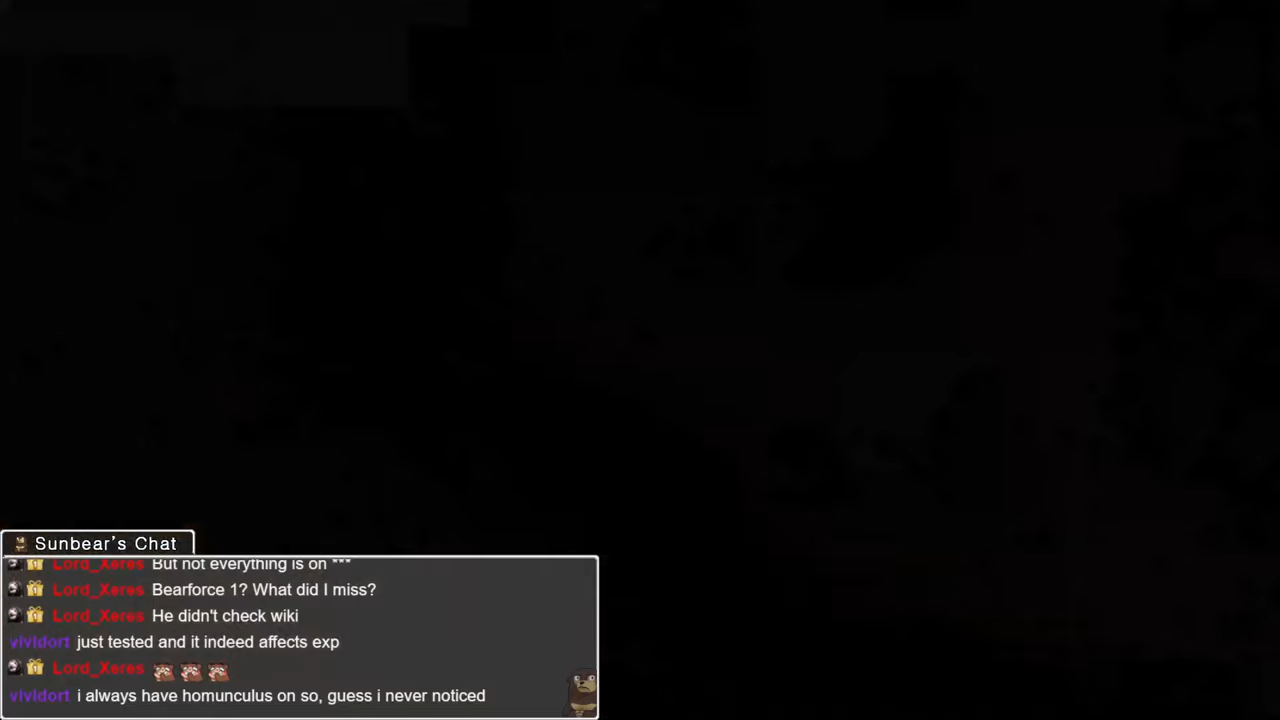 Sunbear's Chat
Lord_Xeres But not everything is on ***
Lord_Xeres Bearforce 1? What did I miss?
Lord_Xeres He didn't check wiki
vividort just tested and it indeed affects exp
Lord_Xeres
vividort i always have homunculus on so, guess i never noticed